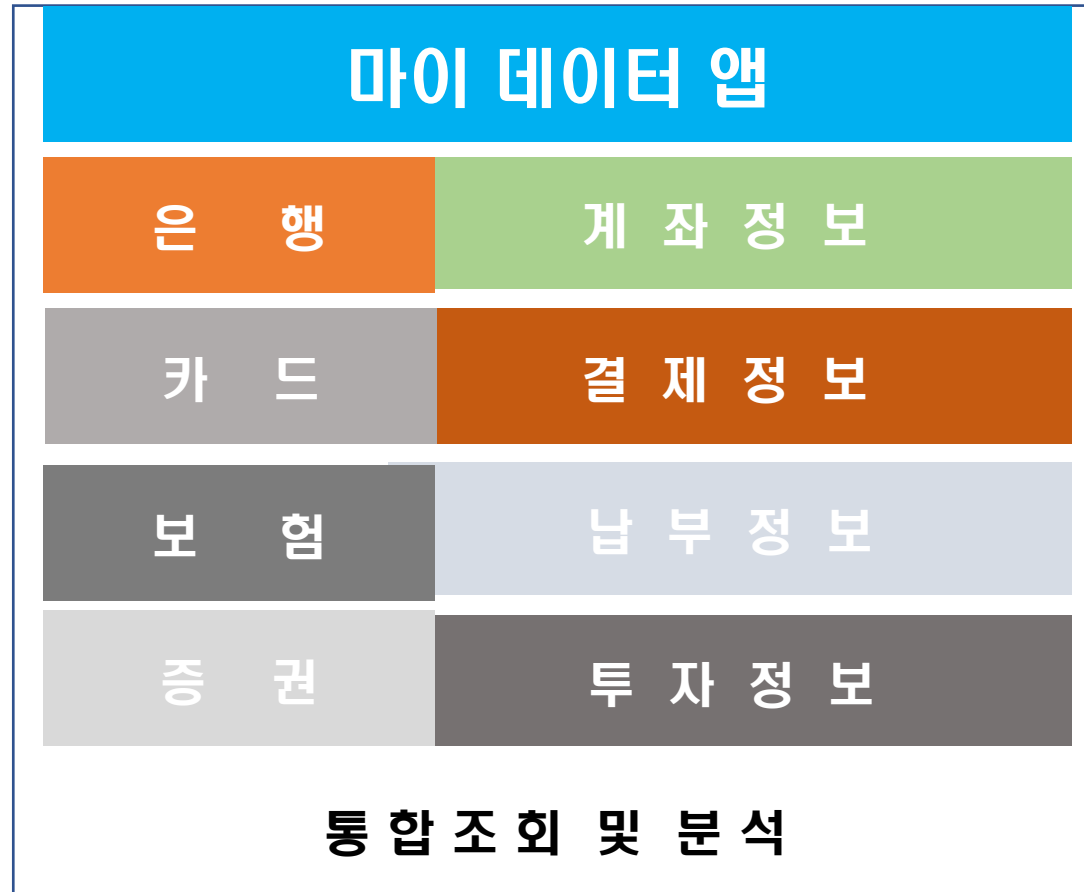 마이 데이터 앱
은 행 계 좌 정 보
카 드 결 제 정 보
보 험 납 부 정 보
증 권 투 자 정 보
통 합 조 회 및 분 석